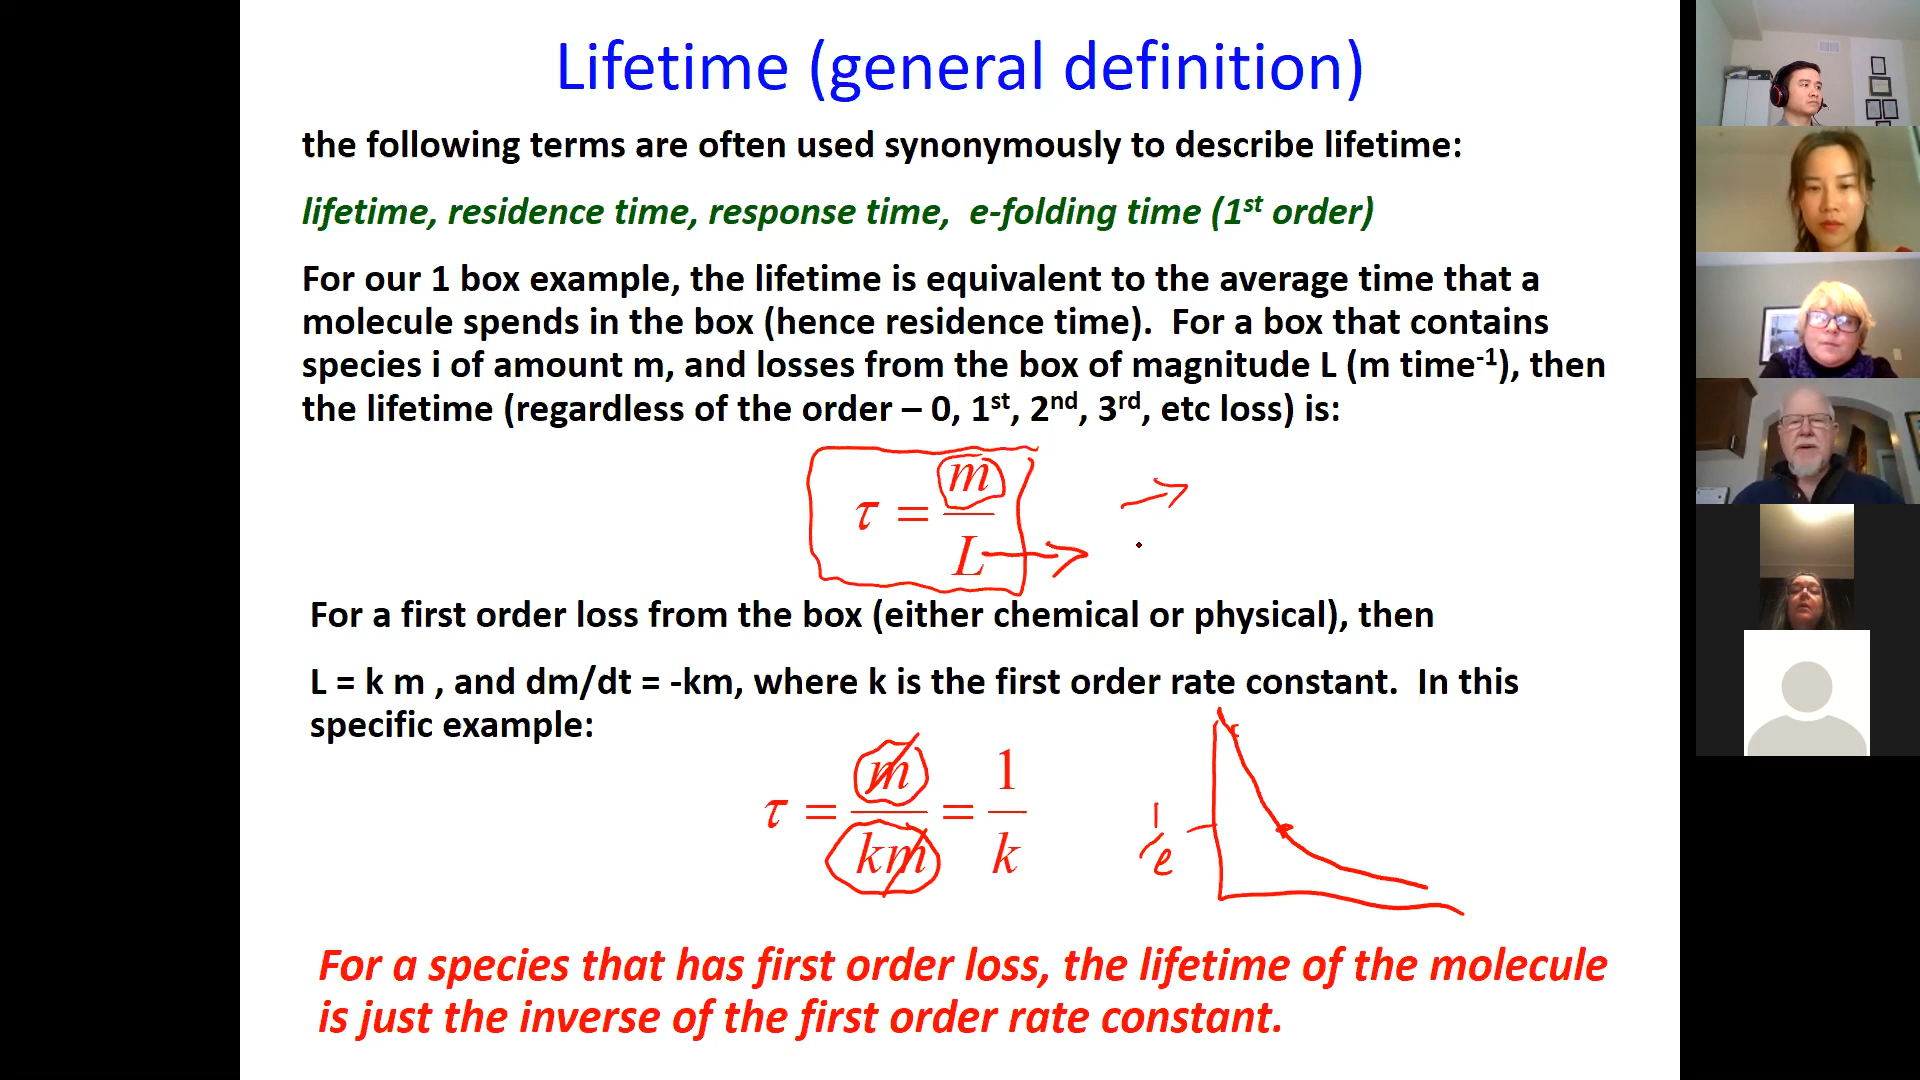 Lifetime (general definition)
the following terms are often used synonymously to describe lifetime:
lifetime, residence time, response time, e-folding time (1st order)
For our 1 box example, the lifetime is equivalent to the average time that a
molecule spends in the box (hence residence time). For a box that contains
species i of amount m, and losses from the box of magnitude L (m time-1), then
the lifetime (regardless of the order – 0, 1st, 2nd, 3rd, etc loss) is:
τ = m / L
For a first order loss from the box (either chemical or physical), then
L = k m , and dm/dt = -km, where k is the first order rate constant. In this
specific example:
τ = m / km = 1 / k
1/e
For a species that has first order loss, the lifetime of the molecule
is just the inverse of the first order rate constant.